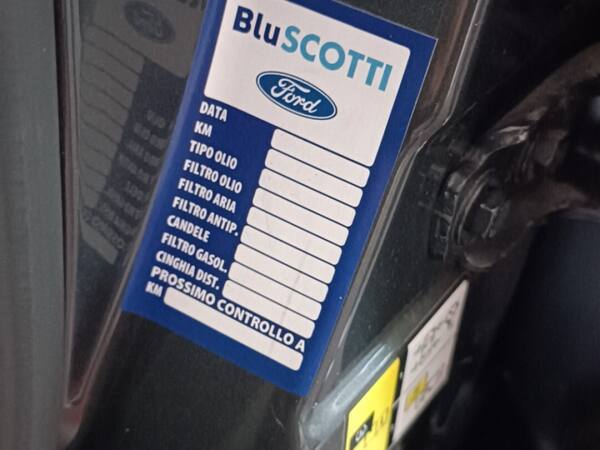 BluSCOTTI
Ford
DATA
KM
TIPO OLIO
FILTRO OLIO
FILTRO ARIA
FILTRO ANTIP.
CANDELE
FILTRO GASOL.
CINGHIA DIST.
PROSSIMO CONTROLLO A
KM